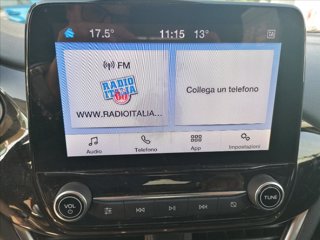 17.5° 11:15 13°
FM
RADIO
ITALIA
WWW.RADIOITALIA...
Collega un telefono
Audio Telefono App Impostazioni
VOL
TUNE